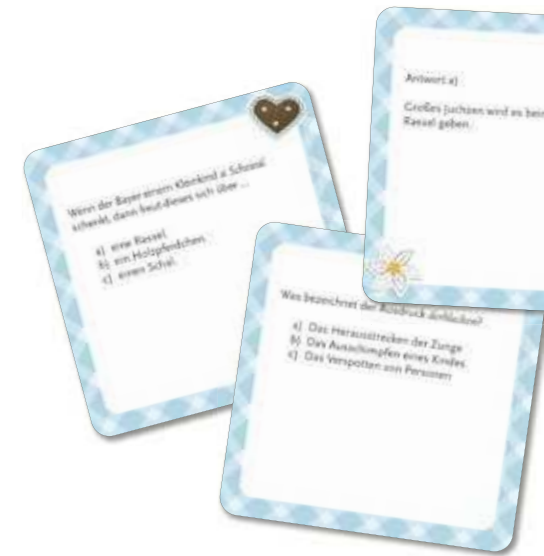 Wenn der Bayer einem Kleinkind a
schenkt, dann freut dieses sich über ...
a) eine Rassel.
b) ein Holzpferdchen.
c) einen Schal.
Antwort a)
Großes Juchzen wird es beim
Rassel geben.
Was bezeichnet der Ausdruck
a) Das Herausstrecken der Zunge
b) Das Ausschimpfen eines Kindes
c) Das Verspotten von Personen